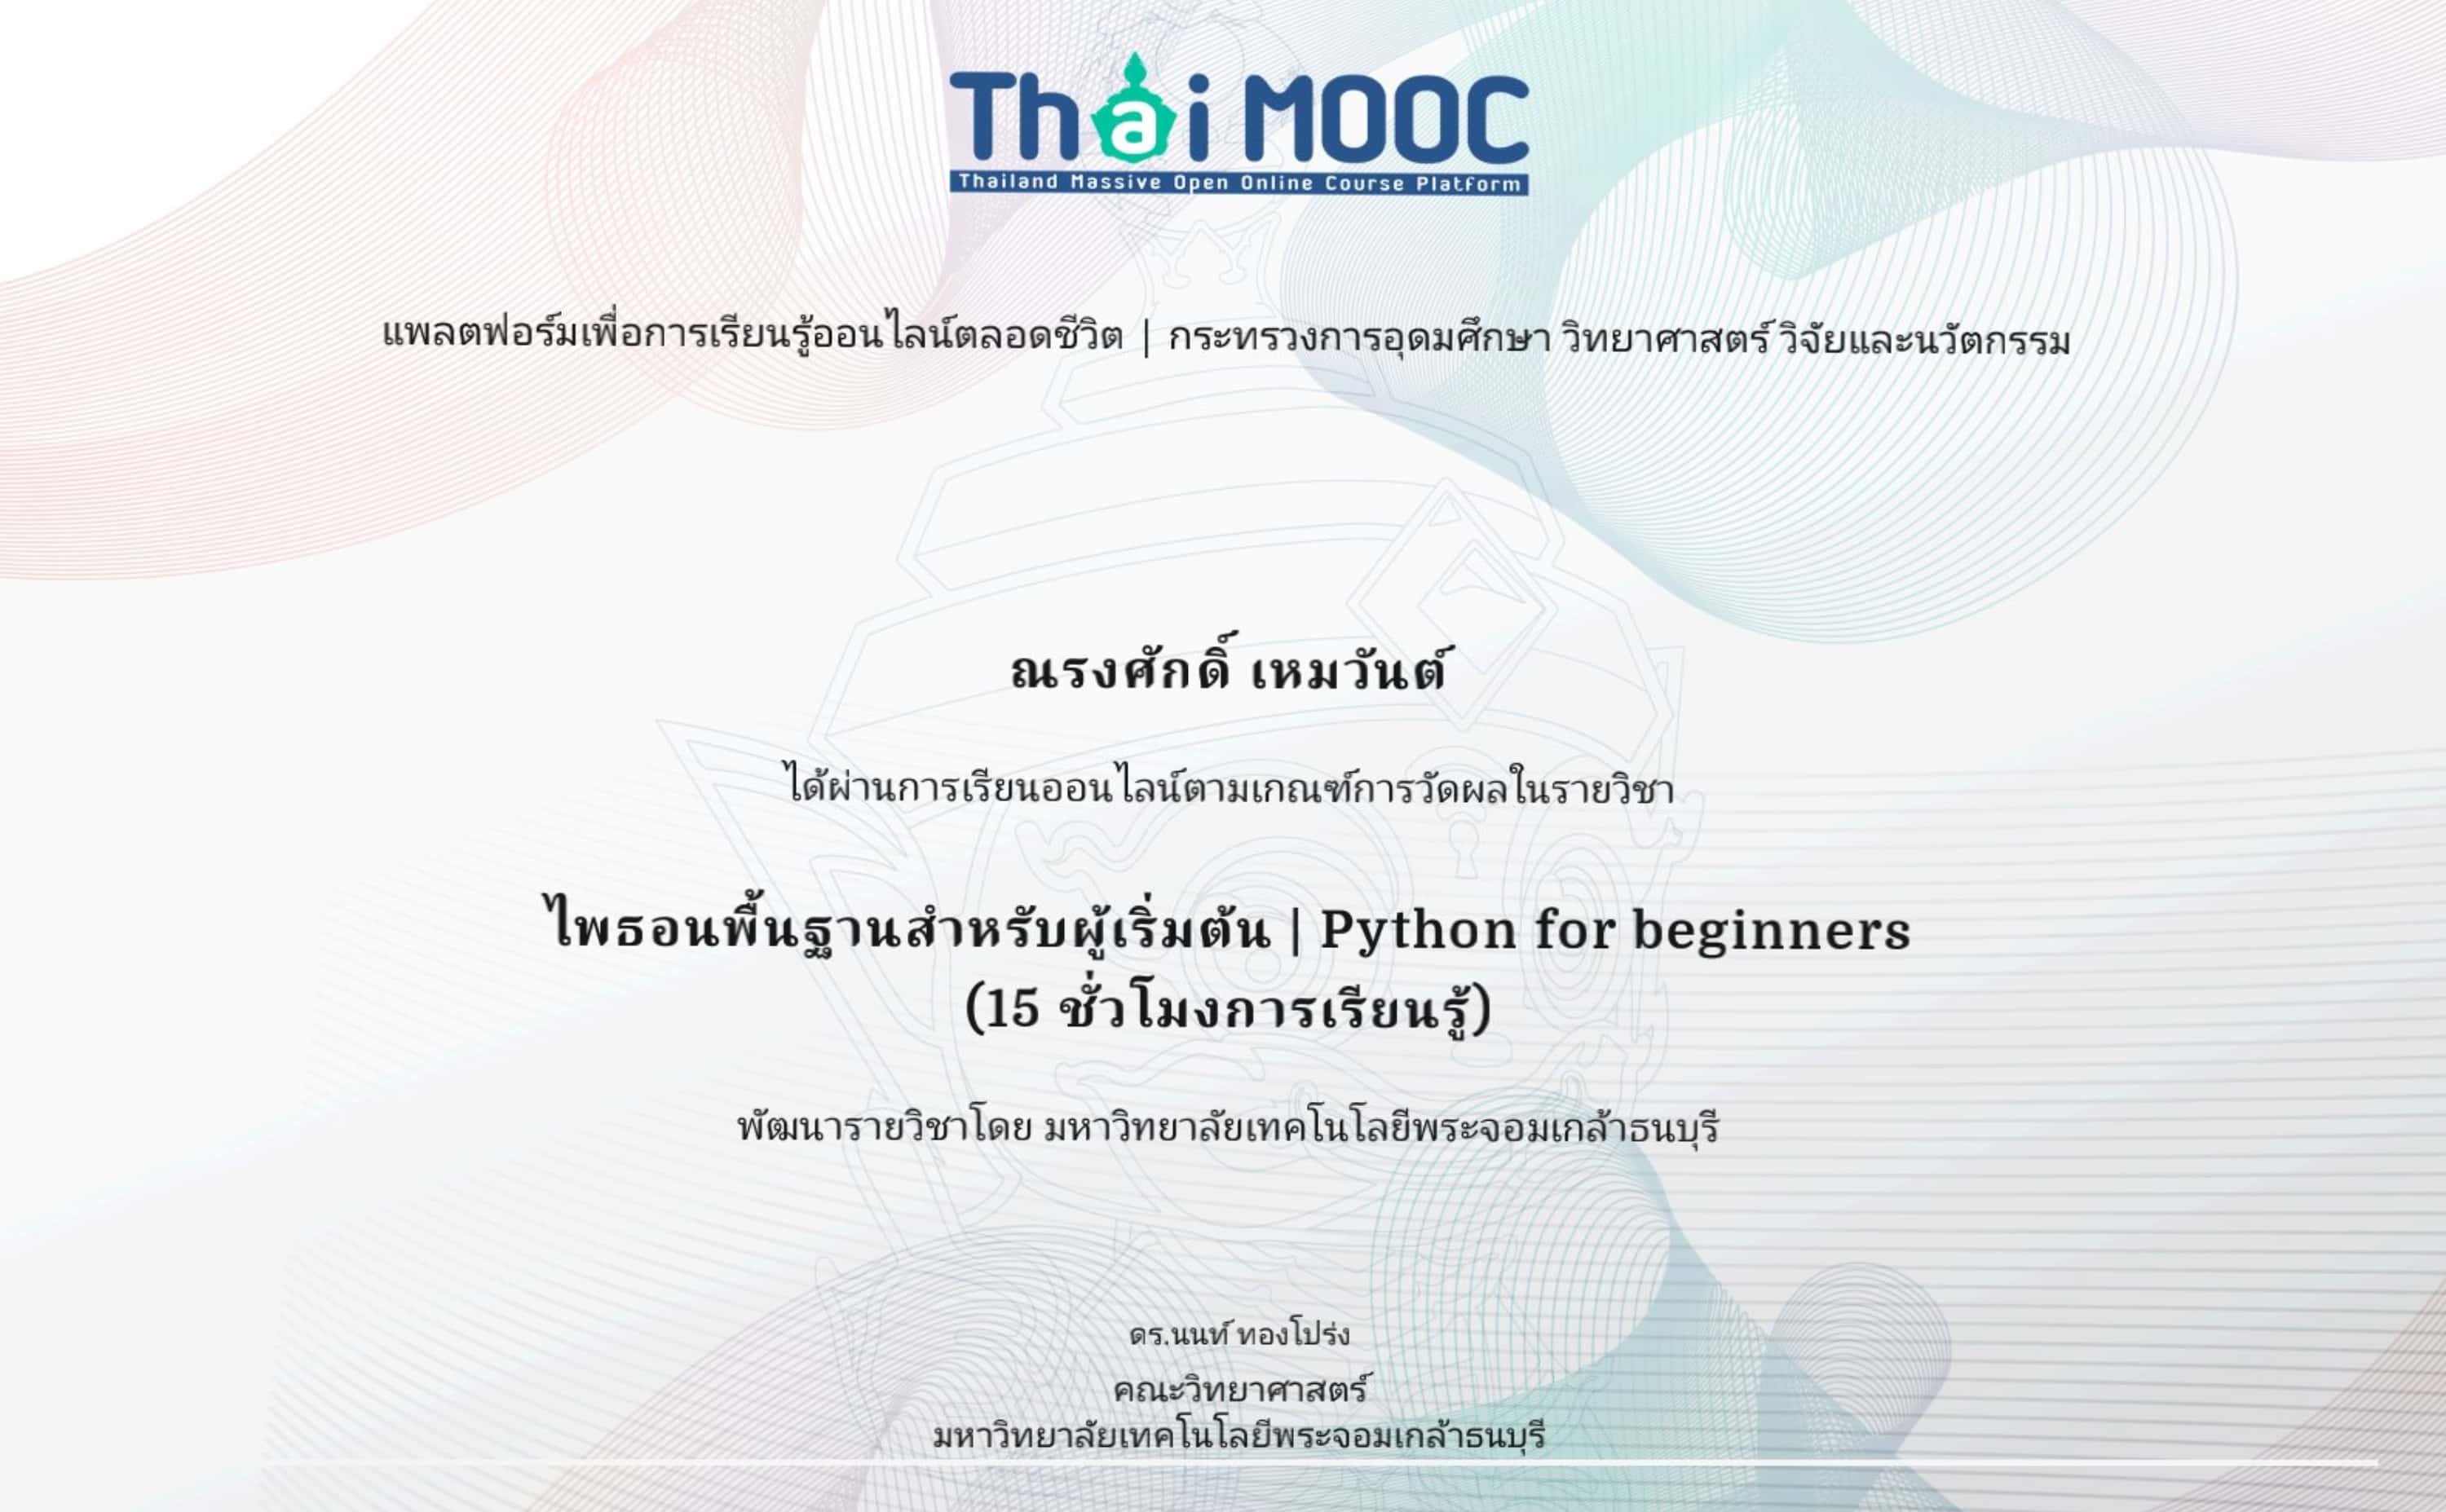 Thai MOOC
Thailand Massive Open Online Course Platform
แพลตฟอร์มเพื่อการเรียนรู้ออนไลน์ตลอดชีวิต | กระทรวงการอุดมศึกษา วิทยาศาสตร์ วิจัยและนวัตกรรม
ณรงศักดิ์ เหมวันต์
ได้ผ่านการเรียนออนไลน์ตามเกณฑ์การวัดผลในรายวิชา
ไพธอนพื้นฐานสำหรับผู้เริ่มต้น | Python for beginners
(15 ชั่วโมงการเรียนรู้)
พัฒนารายวิชาโดย มหาวิทยาลัยเทคโนโลยีพระจอมเกล้าธนบุรี
ดร.นนท์ ทองโปร่ง
คณะวิทยาศาสตร์
มหาวิทยาลัยเทคโนโลยีพระจอมเกล้าธนบุรี